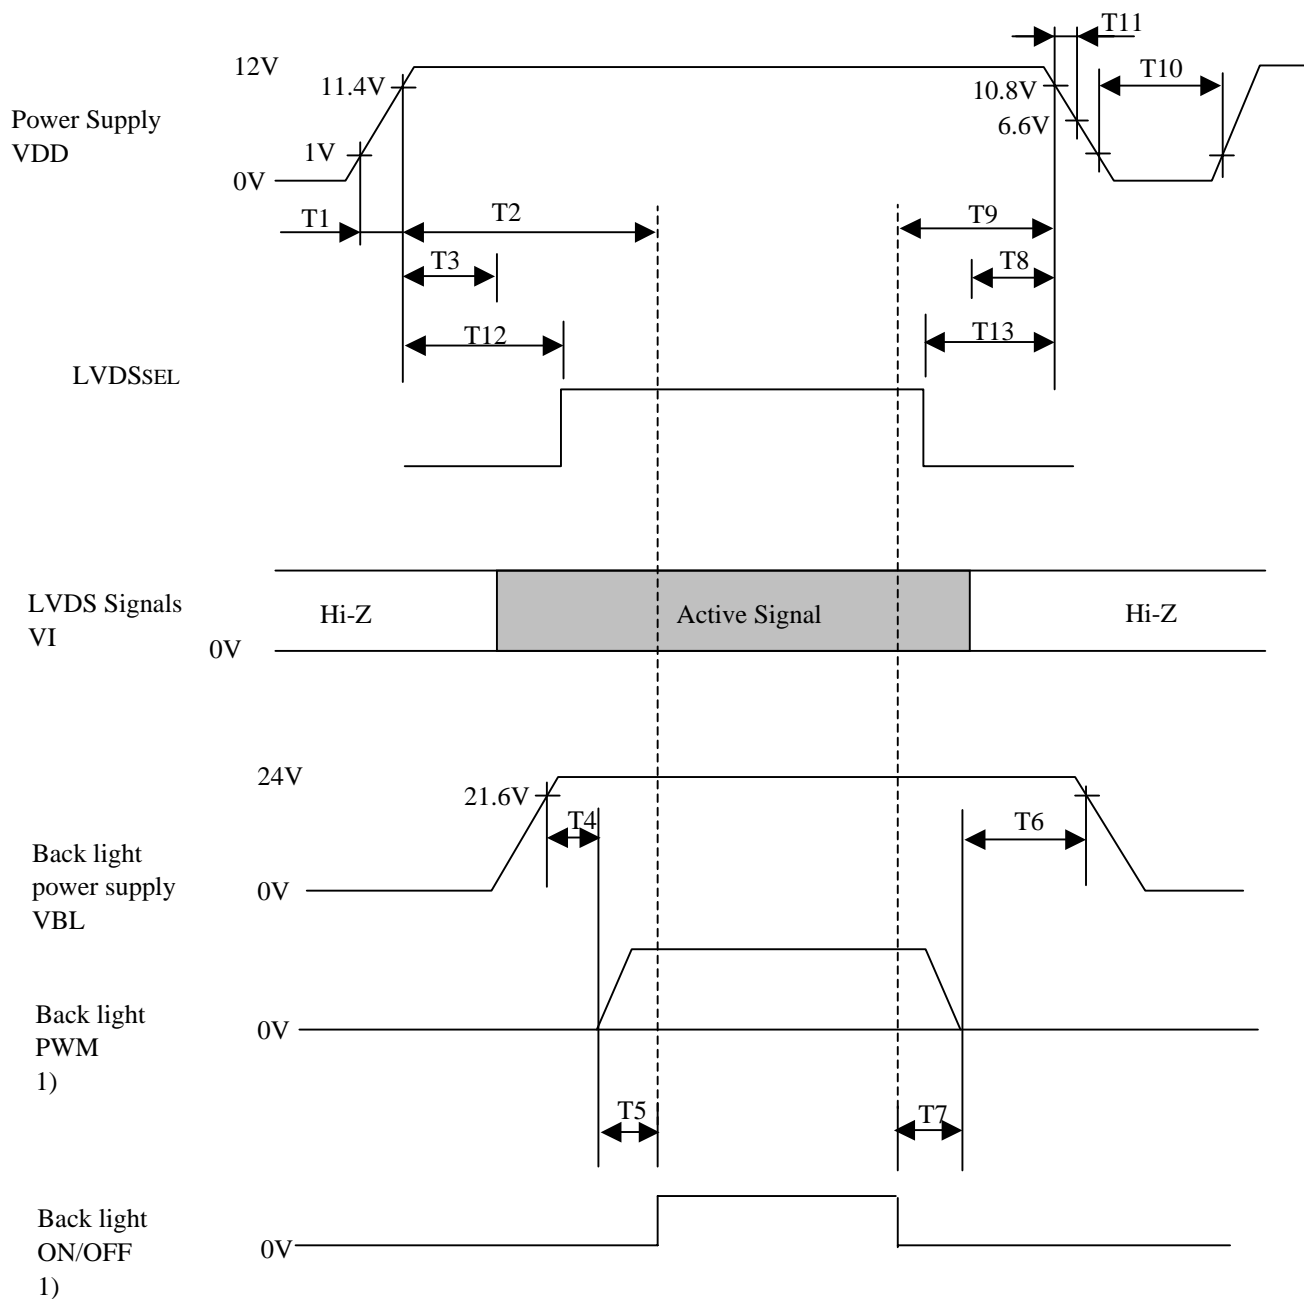 T11
12V
T10
11.4V
10.8V
Power Supply
VDD
6.6V
1V
0V
T1
T2
T9
T3
T8
T12
T13
LVDSSEL
LVDS Signals
VI
Hi-Z
Active Signal
Hi-Z
0V
24V
21.6V
T4
T6
Back light
power supply
VBL
0V
Back light
PWM
1)
0V
T5
T7
Back light
ON/OFF
1)
0V